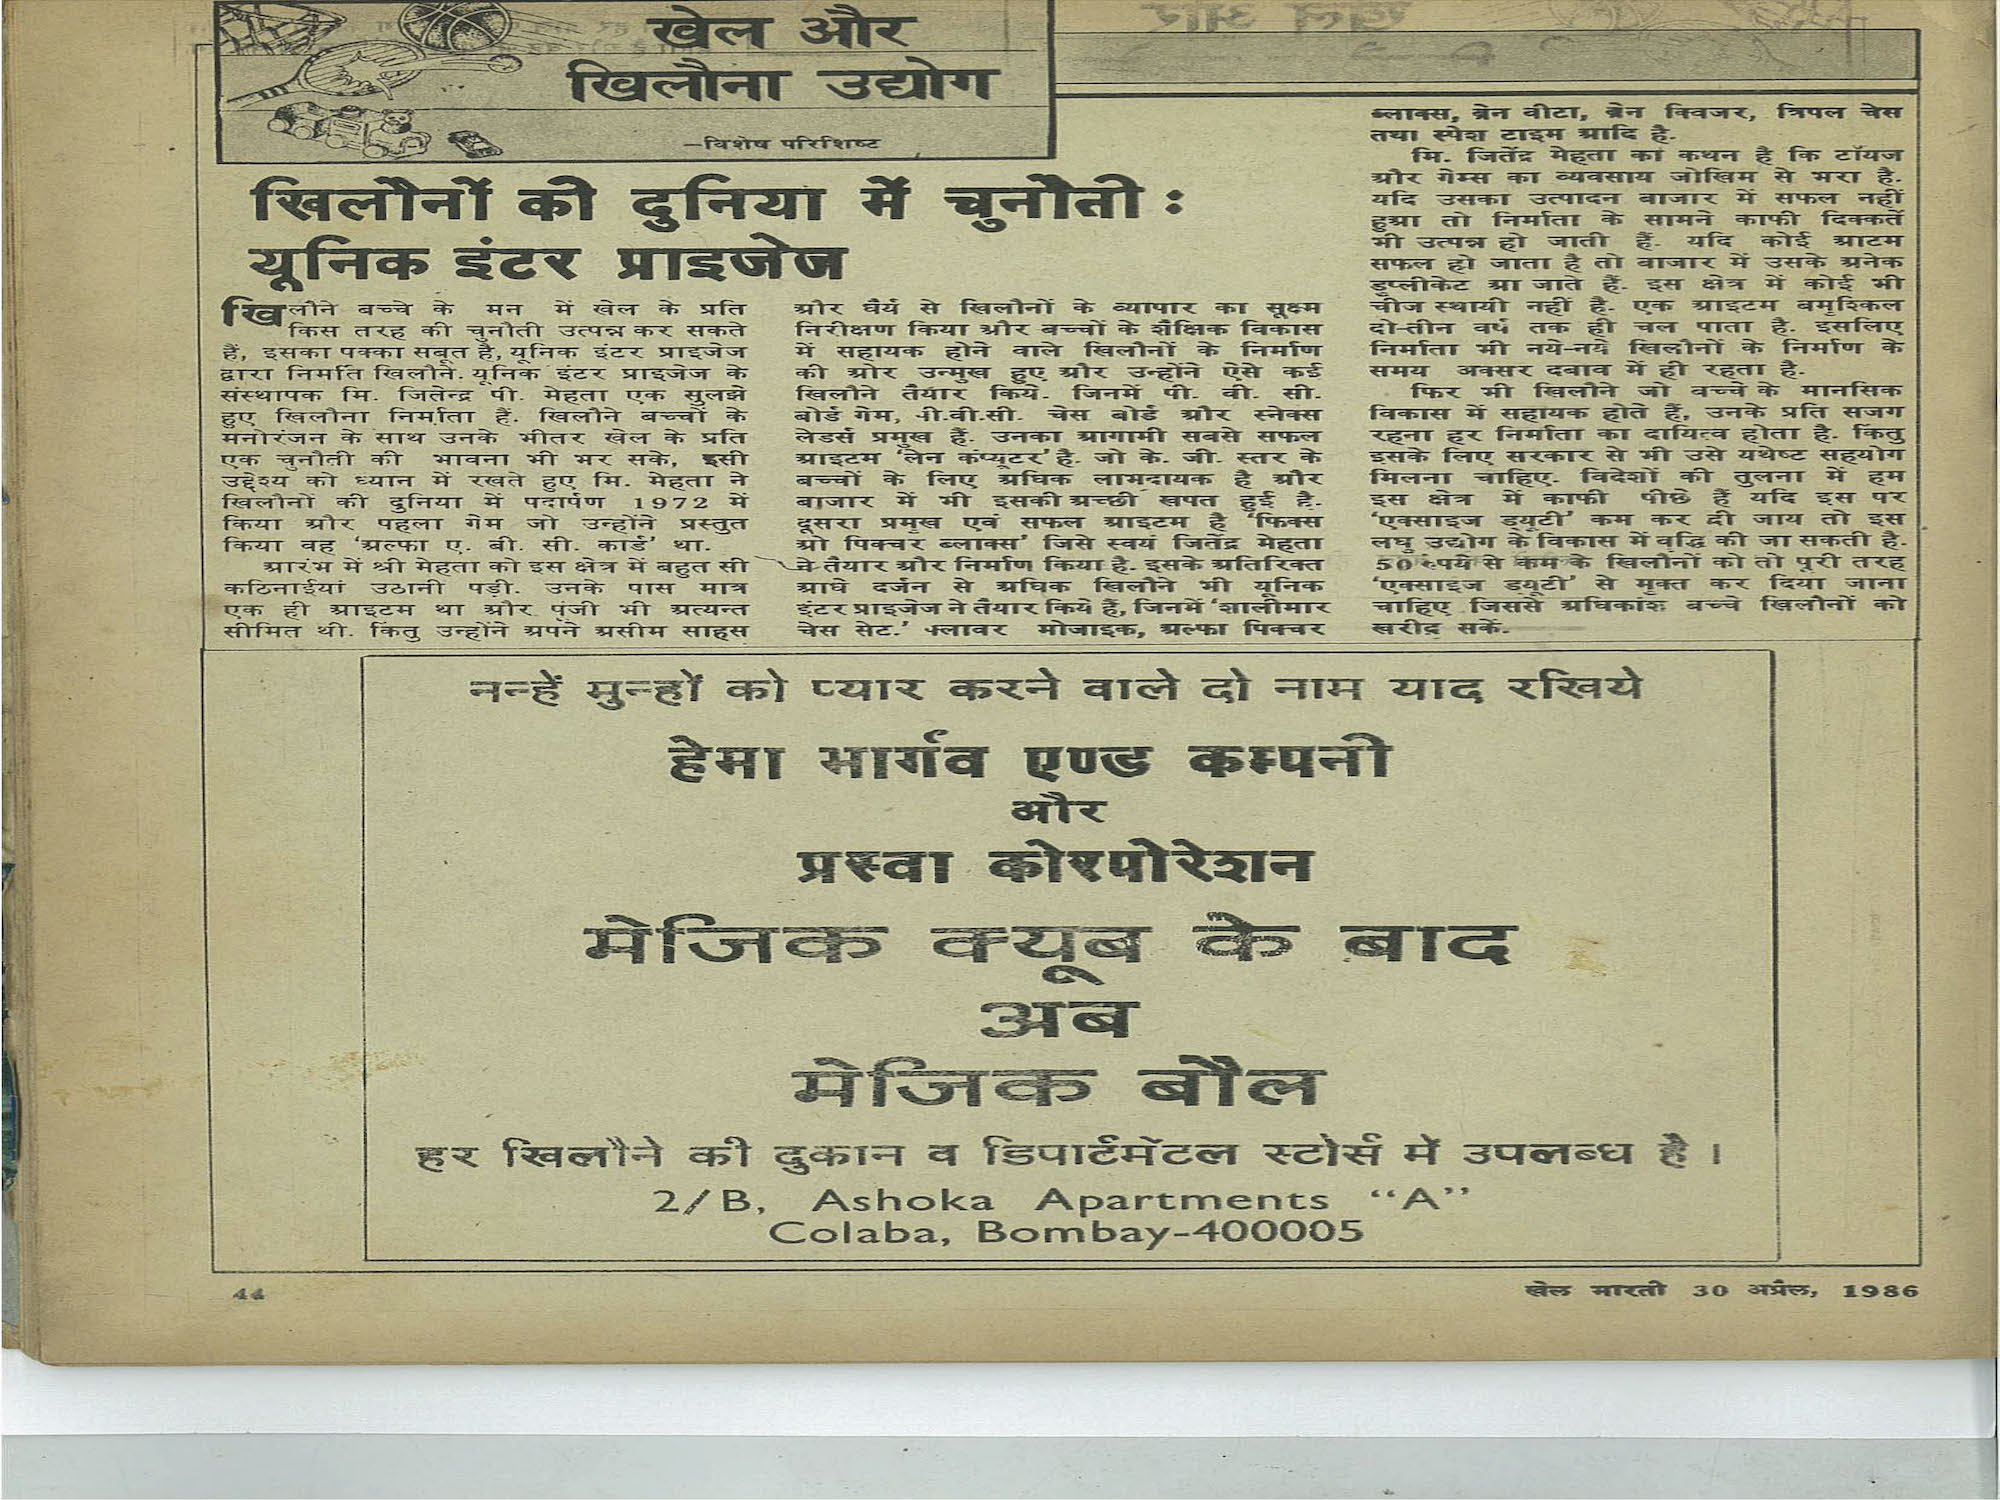 खेल और
खिलौना उद्योग
—विशेष परिशिष्ट
खिलौनों की दुनिया में चुनौती :
यूनिक इंटर प्राइजेज
खिलौने बच्चे के मन में खेल के प्रति
किस तरह की चुनौती उत्पन्न कर सकते
हैं, इसका पक्का सबूत है, यूनिक इंटर प्राइजेज
द्वारा निर्मात खिलौने. यूनिक इंटर प्राइजेज के
संस्थापक मि. जितेन्द्र पी. मेहता एक सुलझे
हुए खिलौना निर्माता हैं. खिलौने बच्चों के
मनोरंजन के साथ उनके भीतर खेल के प्रति
एक चुनौती की भावना भी भर सके, इसी
उद्देश्य को ध्यान में रखते हुए मि. मेहता ने
खिलौनों की दुनिया में पदार्पण 1972 में
किया और पहला गेम जो उन्होंने प्रस्तुत
किया वह ‘अल्फा ए. बी. सी. कार्ड’ था.
प्रारंभ में श्री मेहता को इस क्षेत्र में बहुत सी
कठिनाईयां उठानी पड़ी. उनके पास मात्र
एक ही आइटम था और पूंजी भी अत्यन्त
सीमित थी. किंतु उन्होंने अपने असीम साहस
और धैर्य से खिलौनों के व्यापार का सूक्ष्म
निरीक्षण किया और बच्चों के शैक्षिक विकास
में सहायक होने वाले खिलौनों के निर्माण
की ओर उन्मुख हुए और उन्होंने ऐसे कई
खिलौने तैयार किये. जिनमें पी. वी. सी.
बोर्ड गेम, पी.वी.सी. चेस बोर्ड और स्नेक्स
लेडर्स प्रमुख हैं. उनका आगामी सबसे सफल
आइटम ‘लेन कंप्यूटर’ है. जो के. जी. स्तर के
बच्चों के लिए अधिक लाभदायक है और
बाजार में भी इसकी अच्छी खपत हुई है.
दूसरा प्रमुख एवं सफल आइटम है ‘फिक्स
ओ पिक्चर ब्लाक्स’ जिसे स्वयं जितेंद्र मेहता
ने तैयार और निर्माण किया है. इसके अतिरिक्त
आधे दर्जन से अधिक खिलौने भी यूनिक
इंटर प्राइजेज ने तैयार किये हैं, जिनमें ‘शालीमार
चेस सेट.’ फ्लावर मोजाइक, अल्फा पिक्चर
ब्लाक्स, ब्रेन वीटा, ब्रेन क्विजर, त्रिपल चेस
तथा स्पेश टाइम आदि है.
मि. जितेंद्र मेहता का कथन है कि टॉयज
और गेम्स का व्यवसाय जोखिम से भरा है.
यदि उसका उत्पादन बाजार में सफल नहीं
हुआ तो निर्माता के सामने काफी दिक्कतें
भी उत्पन्न हो जाती हैं. यदि कोई आटम
सफल हो जाता है तो बाजार में उसके अनेक
डुप्लीकेट आ जाते हैं. इस क्षेत्र में कोई भी
चीज स्थायी नहीं है. एक आइटम बमुश्किल
दो-तीन वर्ष तक ही चल पाता है. इसलिए
निर्माता भी नये-नये खिलौनों के निर्माण के
समय अक्सर दबाव में ही रहता है.
फिर भी खिलौने जो बच्चे के मानसिक
विकास में सहायक होते हैं, उनके प्रति सजग
रहना हर निर्माता का दायित्व होता है. किंतु
इसके लिए सरकार से भी उसे यथेष्ट सहयोग
मिलना चाहिए. विदेशों की तुलना में हम
इस क्षेत्र में काफी पीछे हैं यदि इस पर
‘एक्साइज ड्यूटी’ कम कर दी जाय तो इस
लघु उद्योग के विकास में वृद्धि की जा सकती है.
50 रुपये से कम के खिलौनों को तो पुरी तरह
‘एक्साइज ड्यूटी’ से मुक्त कर दिया जाना
चाहिए जिससे अधिकांश बच्चे खिलौनों को
खरीद सकें.
नन्हें मुन्हों को प्यार करने वाले दो नाम याद रखिये
हेमा भार्गव एण्ड कम्पनी
और
प्रस्वा कोरपोरेशन
मेजिक क्यूब के बाद
अब
मेजिक बौल
हर खिलौने की दुकान व डिपार्टमेंटल स्टोर्स में उपलब्ध है ।
2/B, Ashoka Apartments “A”
Colaba, Bombay-400005
44
खेल भारती 30 अप्रैल, 1986